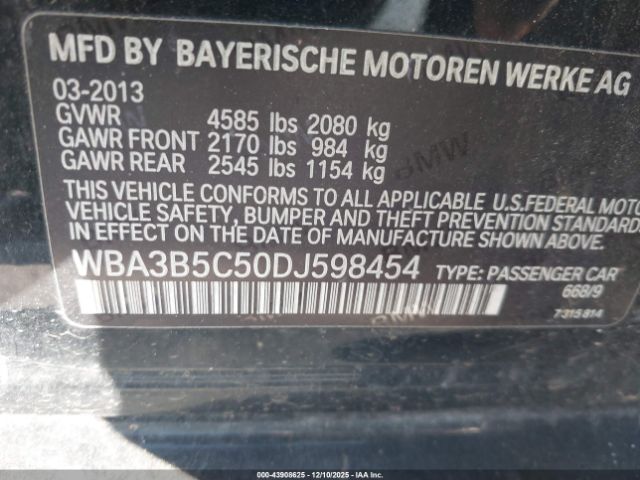 MFD BY BAYERISCHE MOTOREN WERKE AG
03-2013
GVWR 4585 lbs 2080 kg
GAWR FRONT 2170 lbs 984 kg
GAWR REAR 2545 lbs 1154 kg
THIS VEHICLE CONFORMS TO ALL APPLICABLE U.S.FEDERAL MOTO
VEHICLE SAFETY, BUMPER AND THEFT PREVENTION STANDARDS
IN EFFECT ON THE DATE OF MANUFACTURE SHOWN ABOVE.
WBA3B5C50DJ598454 TYPE: PASSENGER CAR
668/9
7315814
000-43908625 - 12/10/2025 - IAAI.COM